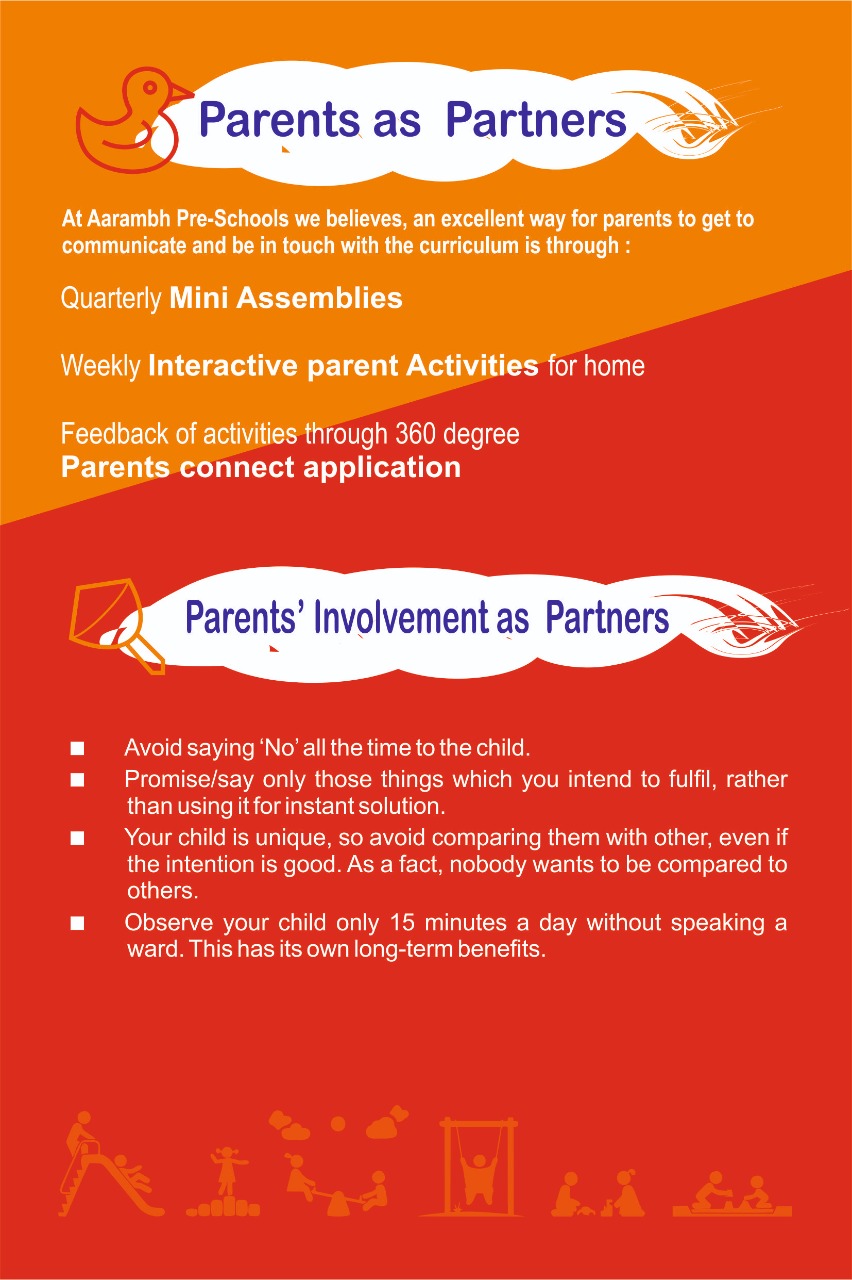 Parents as Partners
At Aarambh Pre-Schools we believes, an excellent way for parents to get to
communicate and be in touch with the curriculum is through :
Quarterly Mini Assemblies
Weekly Interactive parent Activities for home
Feedback of activities through 360 degree
Parents connect application
Parents’ Involvement as Partners
■ Avoid saying ‘No’ all the time to the child.
■ Promise/say only those things which you intend to fulfil, rather
than using it for instant solution.
■ Your child is unique, so avoid comparing them with other, even if
the intention is good. As a fact, nobody wants to be compared to
others.
■ Observe your child only 15 minutes a day without speaking a
ward. This has its own long-term benefits.